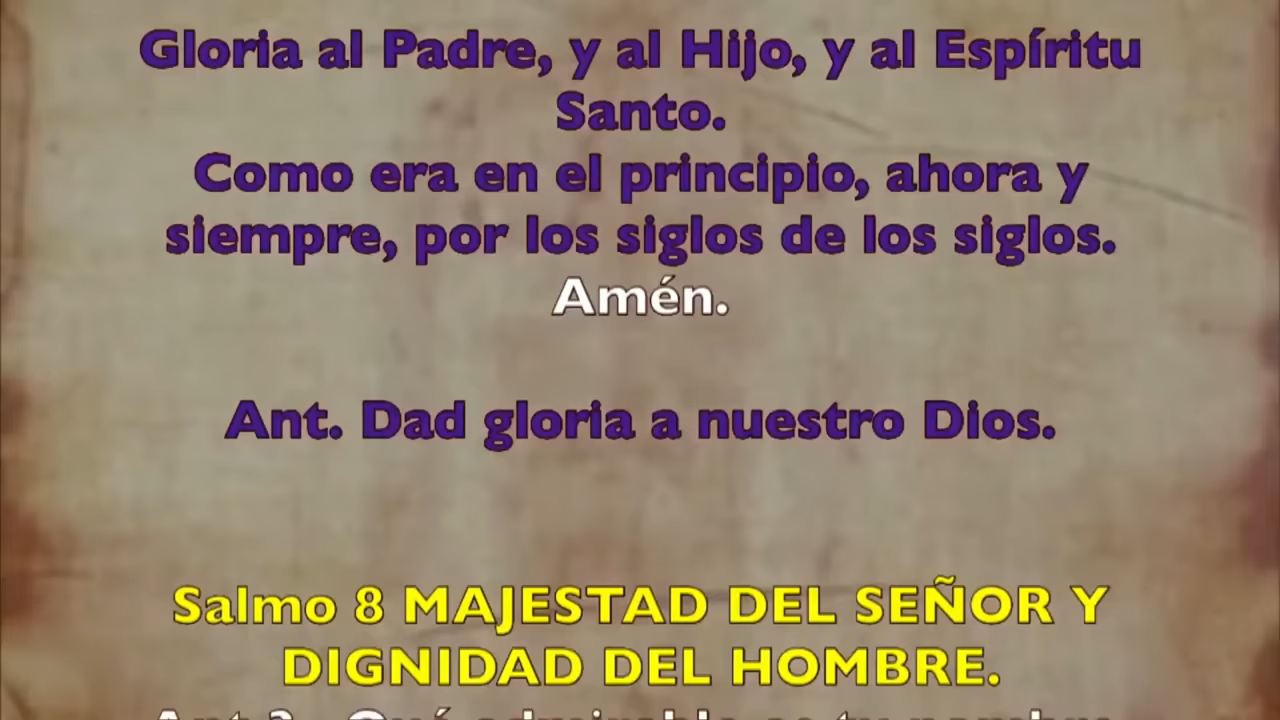 Gloria al Padre, y al Hijo, y al Espíritu
Santo.
Como era en el principio, ahora y
siempre, por los siglos de los siglos.
Amén.
Ant. Dad gloria a nuestro Dios.
Salmo 8 MAJESTAD DEL SEÑOR Y
DIGNIDAD DEL HOMBRE.